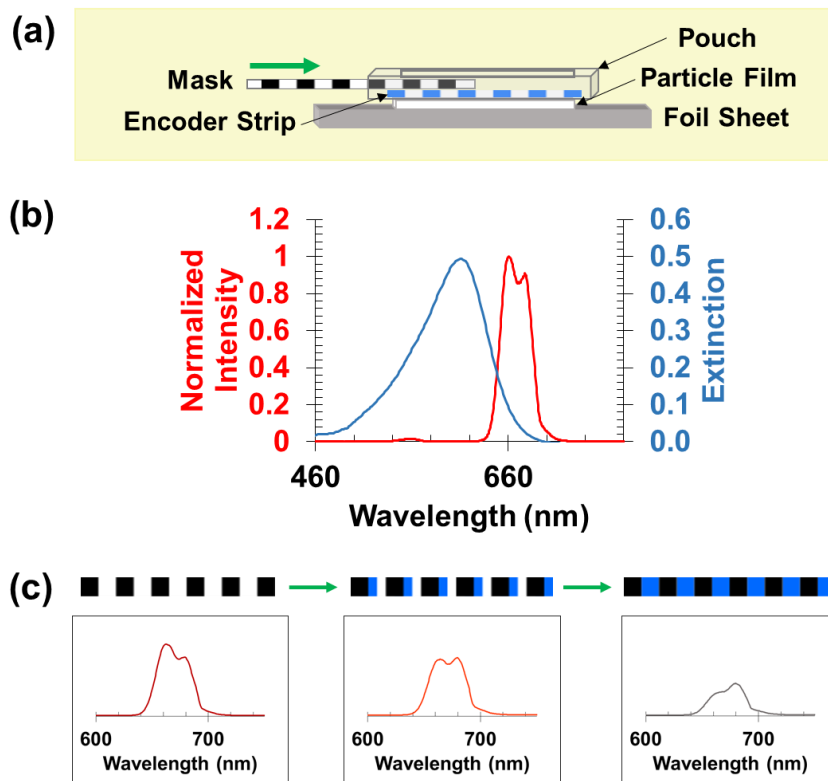 (a)
Pouch
Mask
Particle Film
Encoder Strip
Foil Sheet
(b)
1.2
1
0.8
0.6
0.4
0.2
0
Normalized
Intensity
0.6
0.5
0.4
0.3
0.2
0.1
0.0
Extinction
460
660
Wavelength (nm)
(c)
600
700
Wavelength (nm)
600
700
Wavelength (nm)
600
700
Wavelength (nm)